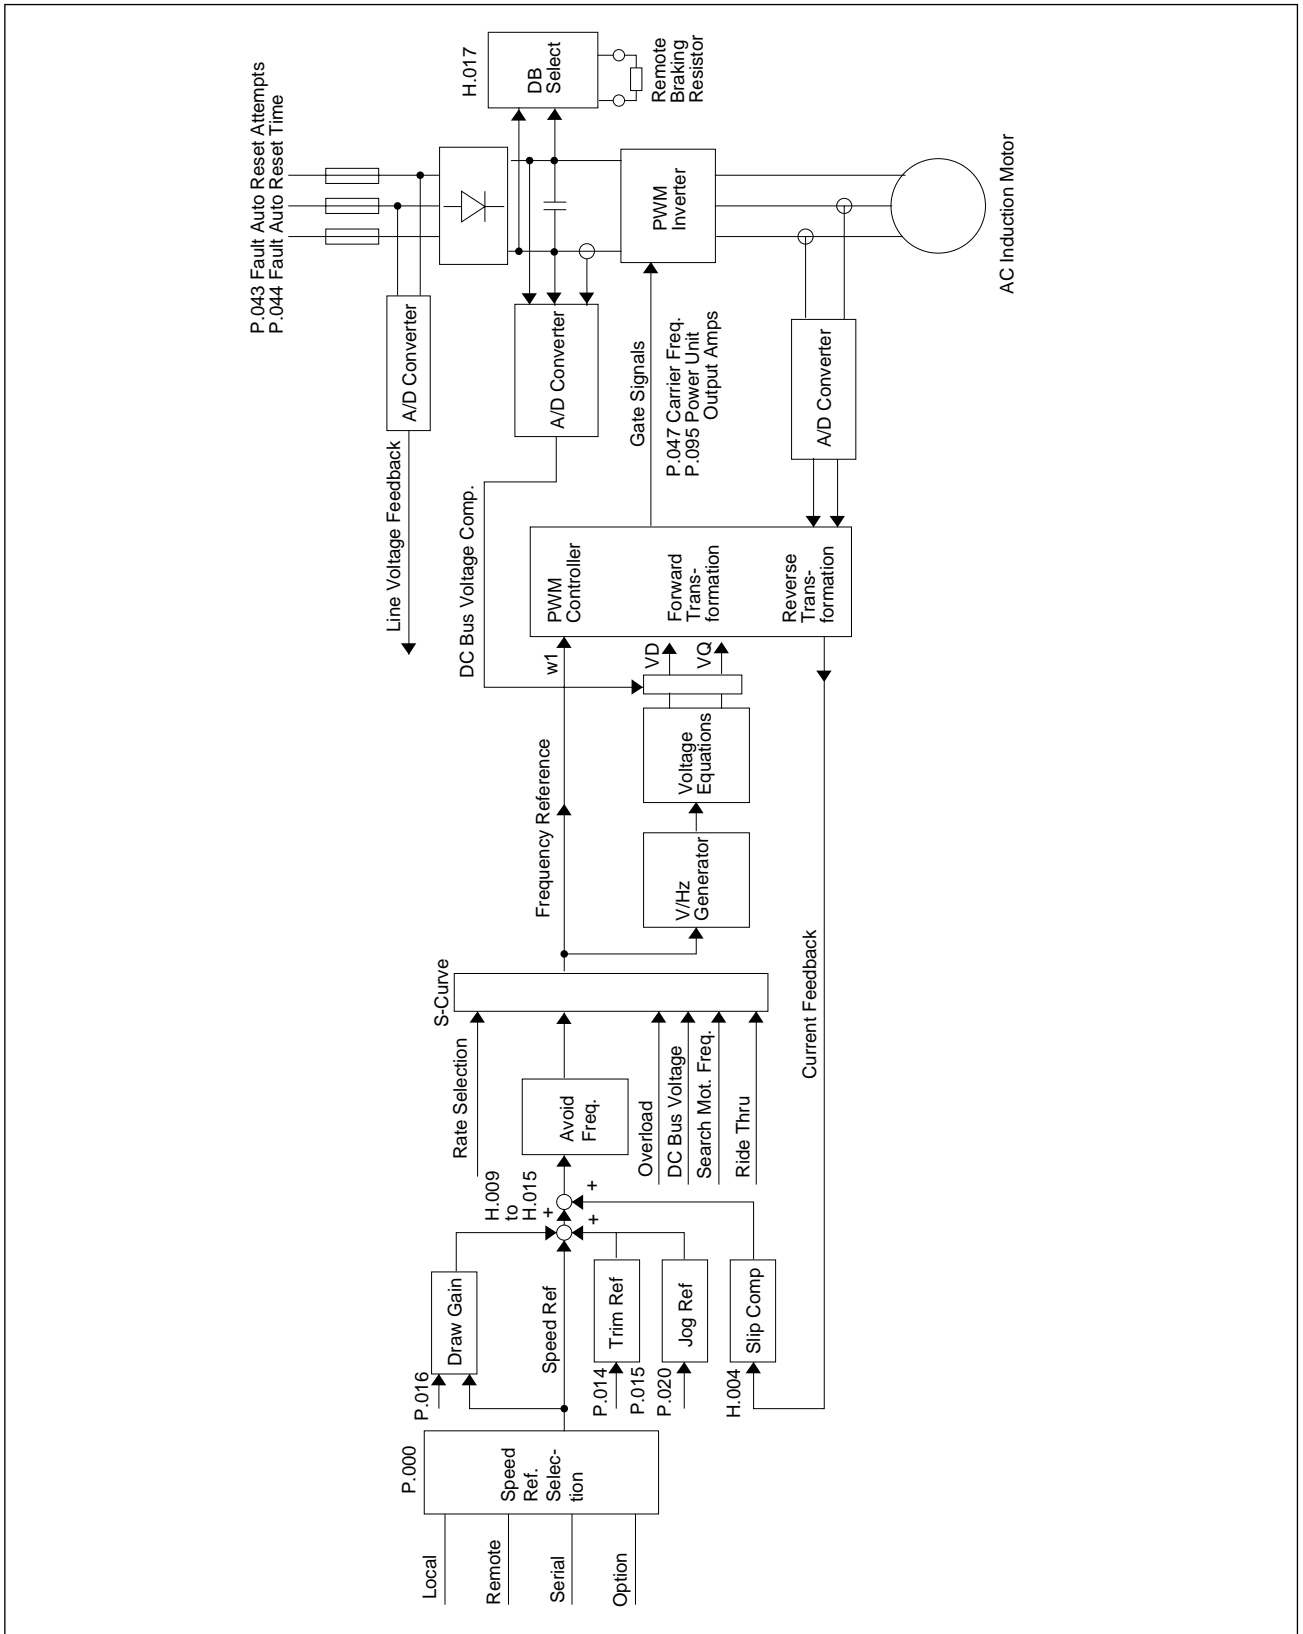 P.043 Fault Auto Reset Attempts
P.044 Fault Auto Reset Time
H.017
DB
Select
Remote
Braking
Resistor
A/D Converter
Line Voltage Feedback
A/D Converter
DC Bus Voltage Comp.
PWM
Inverter
AC Induction Motor
Gate Signals
P.047 Carrier Freq.
P.095 Power Unit
Output Amps
A/D Converter
PWM
Controller
Forward
Trans-
formation
Reverse
Trans-
formation
w1
VD
VQ
Voltage
Equations
V/Hz
Generator
Frequency Reference
Current Feedback
S-Curve
Rate Selection
Avoid
Freq.
Overload
DC Bus Voltage
Search Mot. Freq.
Ride Thru
H.009
to
H.015
+
+
+
Draw Gain
Speed Ref
Trim Ref
Jog Ref
Slip Comp
P.016
P.014
P.015
P.020
H.004
P.000
Speed
Ref.
Selec-
tion
Local
Remote
Serial
Option